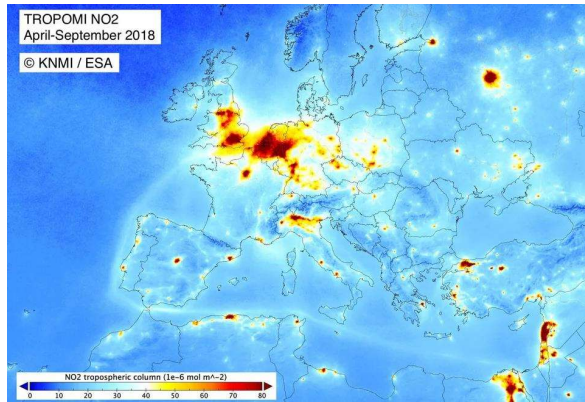 TROPOMI NO2
April-September 2018
© KNMI / ESA
NO2 tropospheric column (1e-6 mol m^-2)
0 10 20 30 40 50 60 70 80